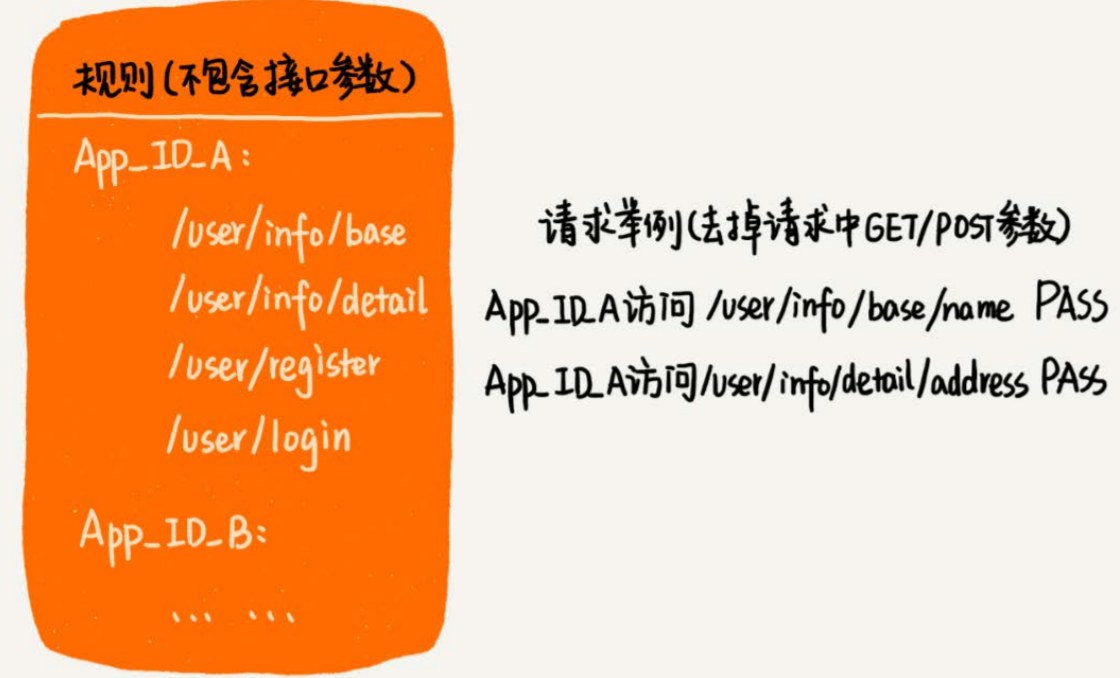 规则(不包含接口参数)
App_ID_A:
/user/info/base
/user/info/detail
/user/register
/user/login
App_ID_B:
... ...
请求举例(去掉请求中GET/POST参数)
App_ID_A访问 /user/info/base/name PASS
App_ID_A访问/user/info/detail/address PASS